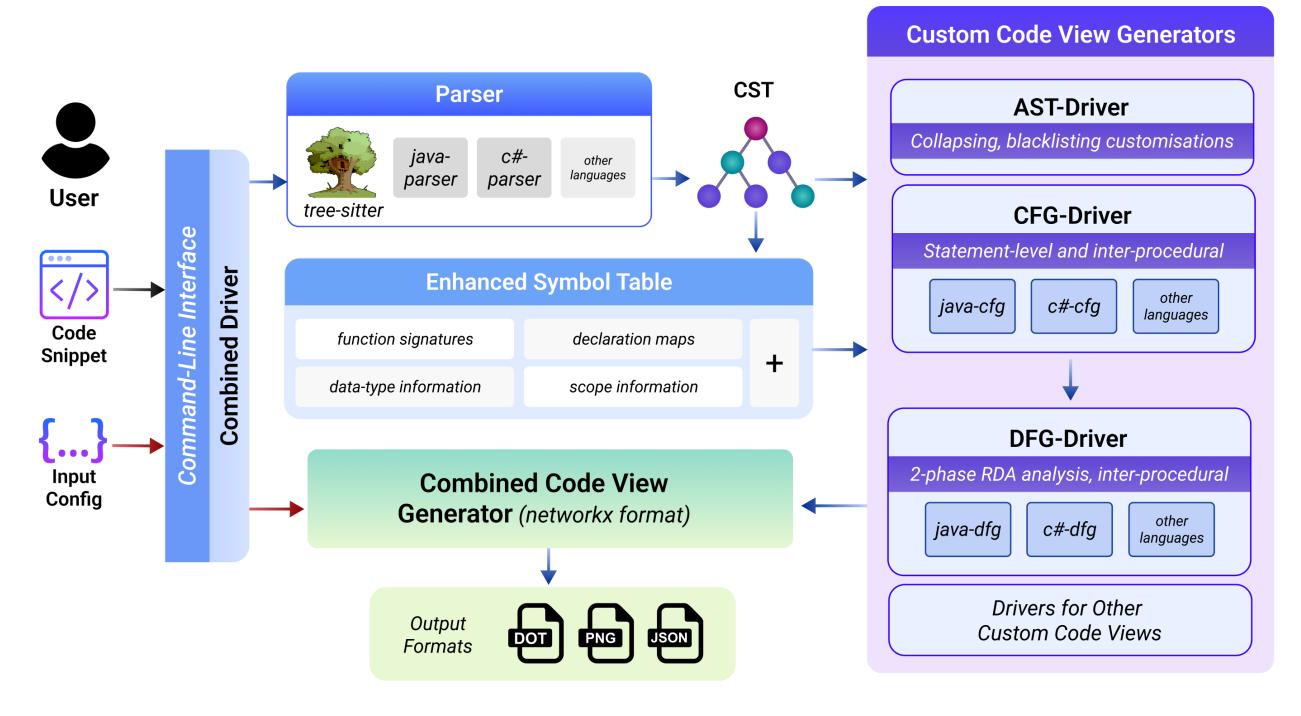 User
</>
Code
Snippet
{...}
Input
Config
Command-Line Interface
Combined Driver
Parser
tree-sitter
java-
parser
c#-
parser
other
languages
CST
Enhanced Symbol Table
function signatures
declaration maps
data-type information
scope information
+
Combined Code View
Generator (networkx format)
Output
Formats
DOT
PNG
JSON
Custom Code View Generators
AST-Driver
Collapsing, blacklisting customisations
CFG-Driver
Statement-level and inter-procedural
java-cfg
c#-cfg
other
languages
DFG-Driver
2-phase RDA analysis, inter-procedural
java-dfg
c#-dfg
other
languages
Drivers for Other
Custom Code Views